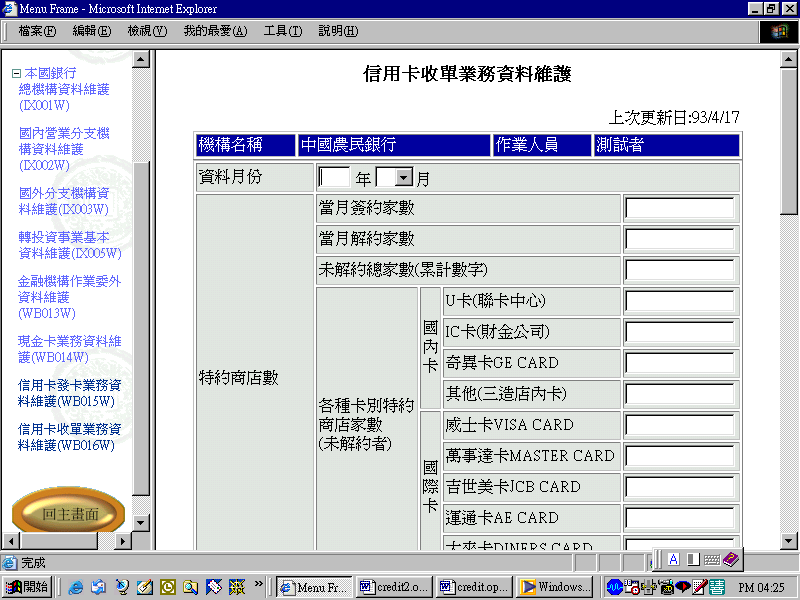 Menu Frame - Microsoft Internet Explorer
檔案(F) 編輯(E) 檢視(V) 我的最愛(A) 工具(T) 說明(H)
本國銀行
總機構資料維護
(IX001W)
國內營業分支機
構資料維護
(IX002W)
國外分支機構資
料維護(IX003W)
轉投資事業基本
資料維護(IX005W)
金融機構作業委外
資料維護
(WB013W)
現金卡業務資料維
護(WB014W)
信用卡發卡業務資
料維護(WB015W)
信用卡收單業務資
料維護(WB016W)
回主畫面
信用卡收單業務資料維護
上次更新日:93/4/17
機構名稱 中國農民銀行 作業人員 測試者
資料月份 年 月
特約商店數
當月簽約家數
當月解約家數
未解約總家數(累計數字)
各種卡別特約
商店家數
(未解約者)
國
內
卡
U卡(聯卡中心)
IC卡(財金公司)
奇異卡GE CARD
其他(三造店內卡)
國
際
卡
威士卡VISA CARD
萬事達卡MASTER CARD
吉世美卡JCB CARD
運通卡AE CARD
大來卡DINERS CARD
完成
A
開始
»
Menu Fr...
credit2.o...
credit.op...
Windows...
PM 04:25